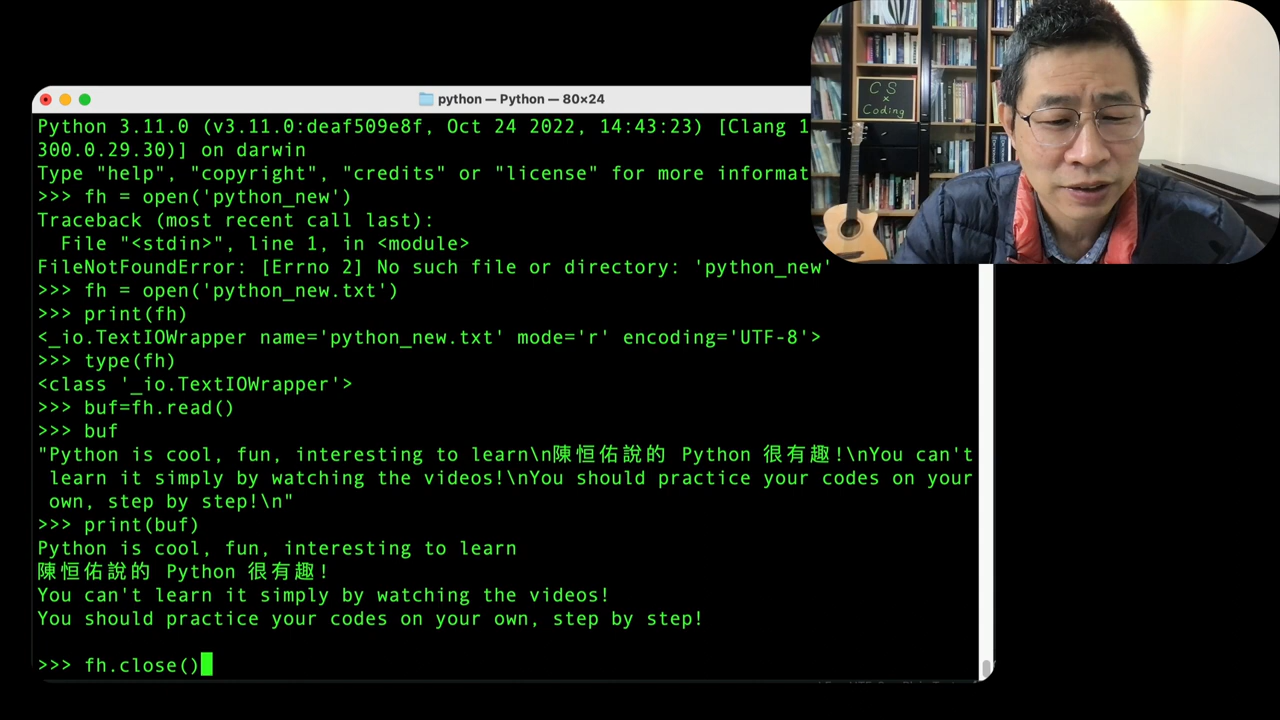 python — Python — 80×24
Python 3.11.0 (v3.11.0:deaf509e8f, Oct 24 2022, 14:43:23) [Clang 1
300.0.29.30)] on darwin
Type "help", "copyright", "credits" or "license" for more informat
>>> fh = open('python_new')
Traceback (most recent call last):
  File "<stdin>", line 1, in <module>
FileNotFoundError: [Errno 2] No such file or directory: 'python_new'
>>> fh = open('python_new.txt')
>>> print(fh)
<_io.TextIOWrapper name='python_new.txt' mode='r' encoding='UTF-8'>
>>> type(fh)
<class '_io.TextIOWrapper'>
>>> buf=fh.read()
>>> buf
"Python is cool, fun, interesting to learn\n陳恒佑說的 Python 很有趣!\nYou can't
 learn it simply by watching the videos!\nYou should practice your codes on your
 own, step by step!\n"
>>> print(buf)
Python is cool, fun, interesting to learn
陳恒佑說的 Python 很有趣!
You can't learn it simply by watching the videos!
You should practice your codes on your own, step by step!
>>> fh.close()
CS
×
Coding